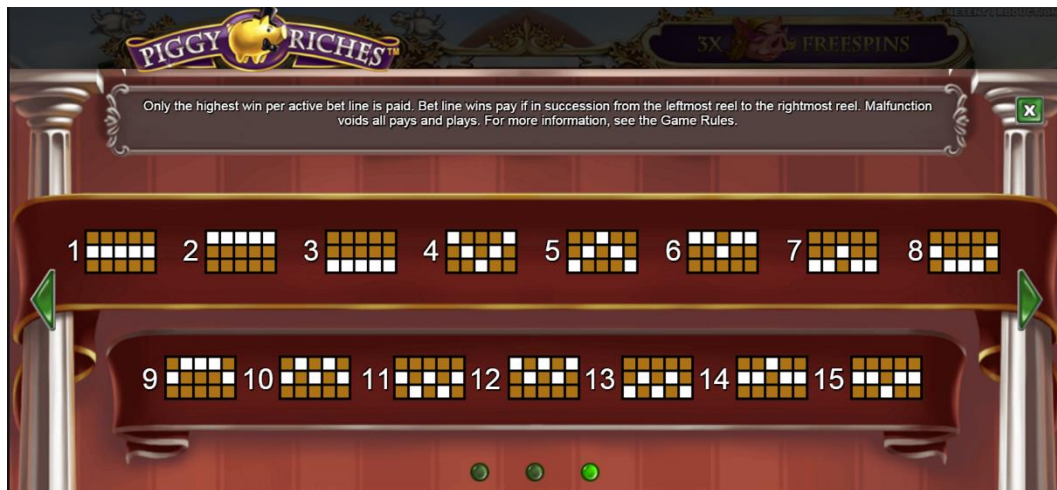 PIGGY RICHES™
3X FREESPINS
Only the highest win per active bet line is paid. Bet line wins pay if in succession from the leftmost reel to the rightmost reel. Malfunction
voids all pays and plays. For more information, see the Game Rules.
X
1 2 3 4 5 6 7 8
9 10 11 12 13 14 15